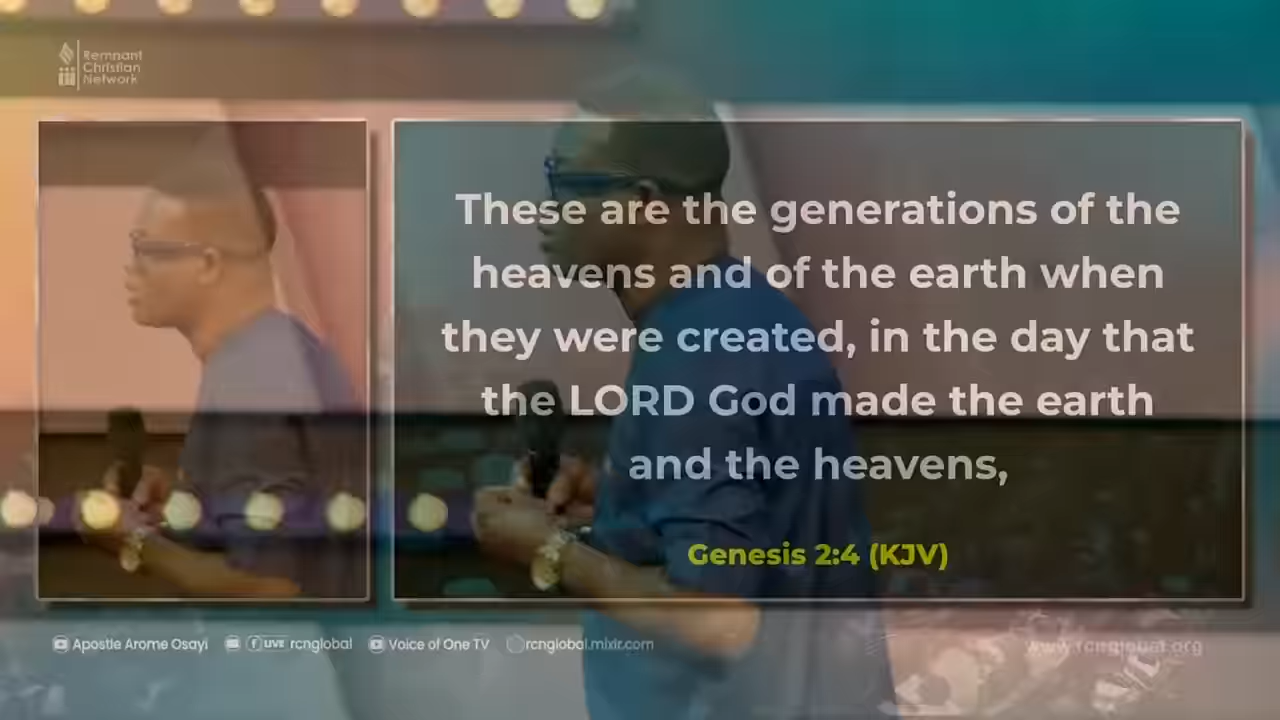 Remnant
Christian
Network
These are the generations of the
heavens and of the earth when
they were created, in the day that
the LORD God made the earth
and the heavens,
Genesis 2:4 (KJV)
Apostle Arome Osayi LIVE rcnglobal Voice of One TV rcnglobal.mixlr.com
www.rcnglobal.org